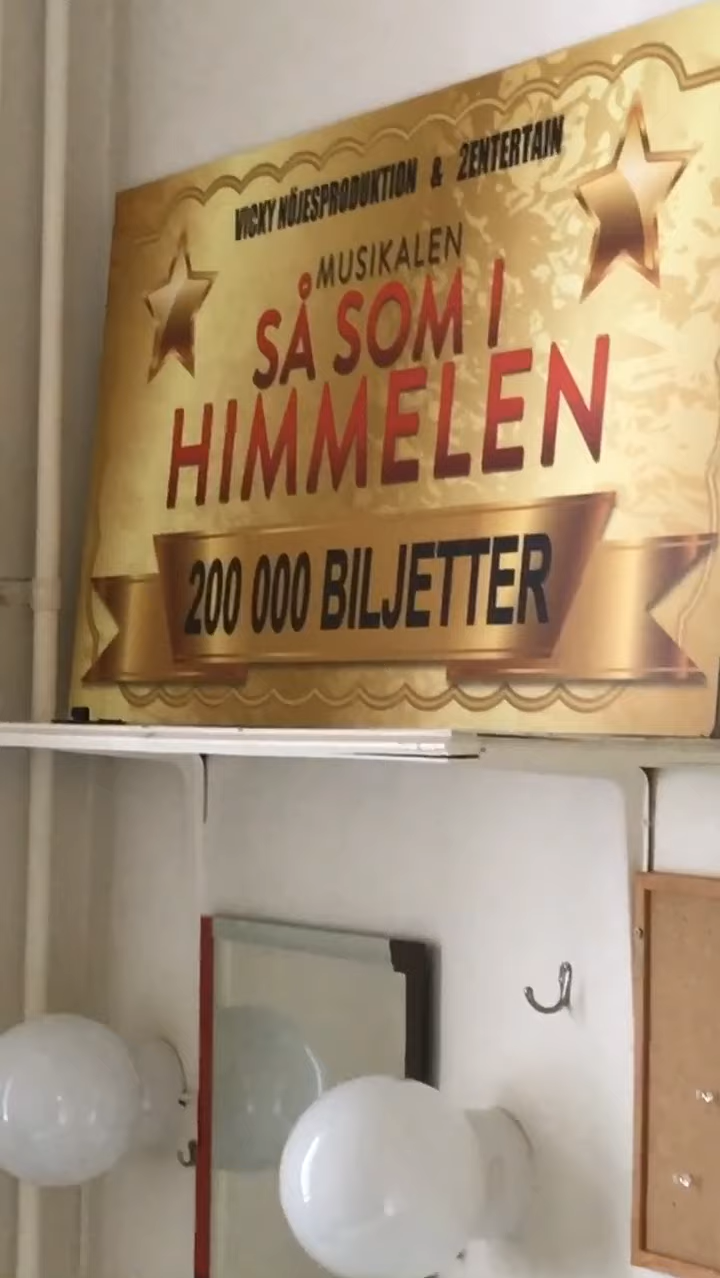 VICKY NÖJESPRODUKTION & 2ENTERTAIN
MUSIKALEN
SÅ SOM I
HIMMELEN
200 000 BILJETTER